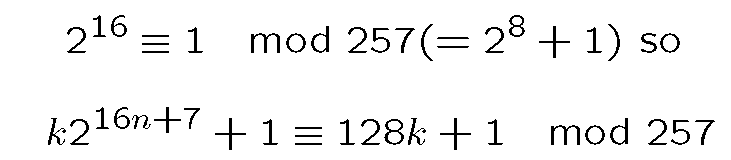 2^{16} ≡ 1 mod 257(= 2^8 + 1) so
k2^{16n+7} + 1 ≡ 128k + 1 mod 257